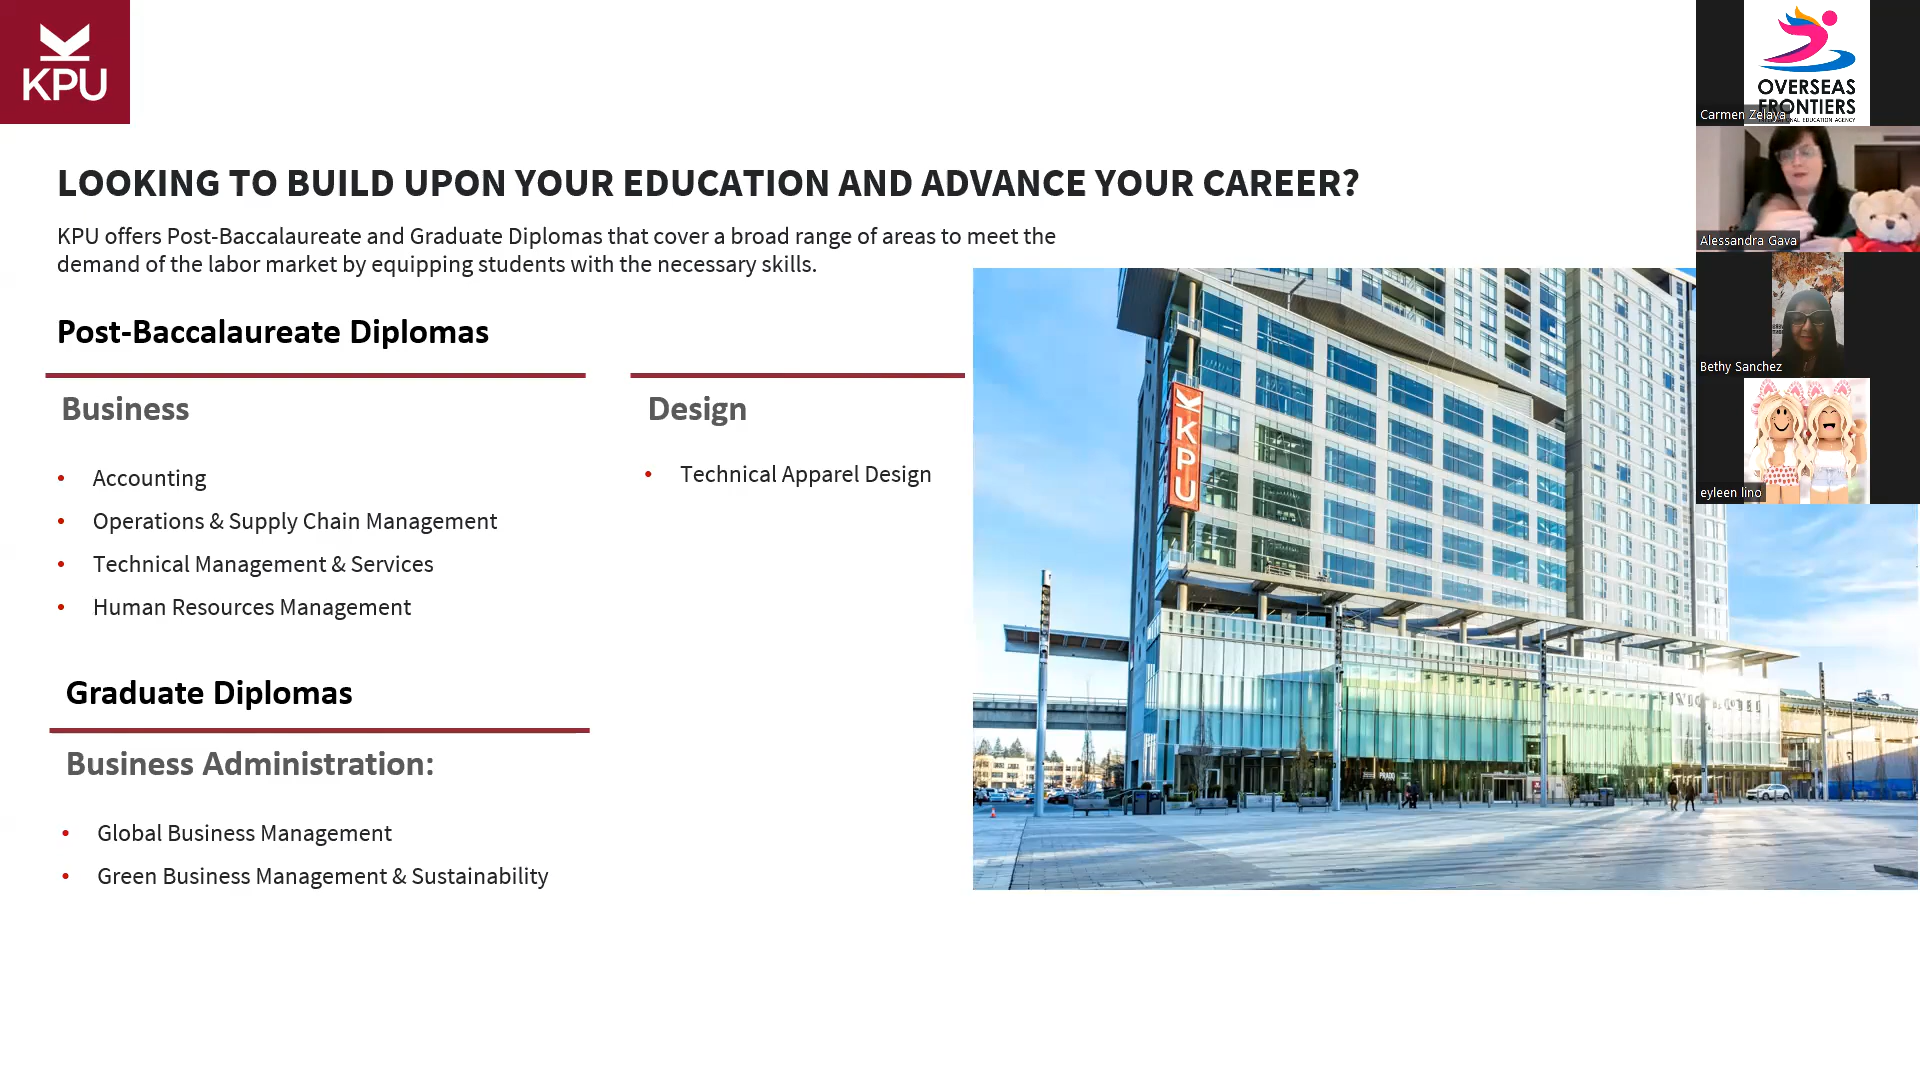 KPU
LOOKING TO BUILD UPON YOUR EDUCATION AND ADVANCE YOUR CAREER?
KPU offers Post-Baccalaureate and Graduate Diplomas that cover a broad range of areas to meet the
demand of the labor market by equipping students with the necessary skills.
Post-Baccalaureate Diplomas
Business
• Accounting
• Operations & Supply Chain Management
• Technical Management & Services
• Human Resources Management
Design
• Technical Apparel Design
Graduate Diplomas
Business Administration:
• Global Business Management
• Green Business Management & Sustainability
KPU
PRADO
OVERSEAS
FRONTIERS
EDUCATION AGENCY
Carmen Zelaya
Alessandra Gava
Bethy Sanchez
eyleen lino